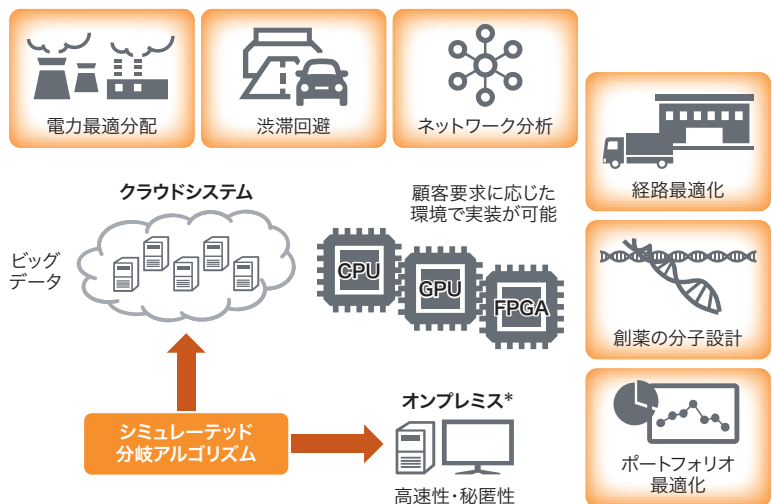 電力最適分配
渋滞回避
ネットワーク分析
経路最適化
クラウドシステム
顧客要求に応じた
環境で実装が可能
ビッグ
データ
CPU
GPU
FPGA
創薬の分子設計
オンプレミス*
シミュレーテッド
分岐アルゴリズム
高速性・秘匿性
ポートフォリオ
最適化